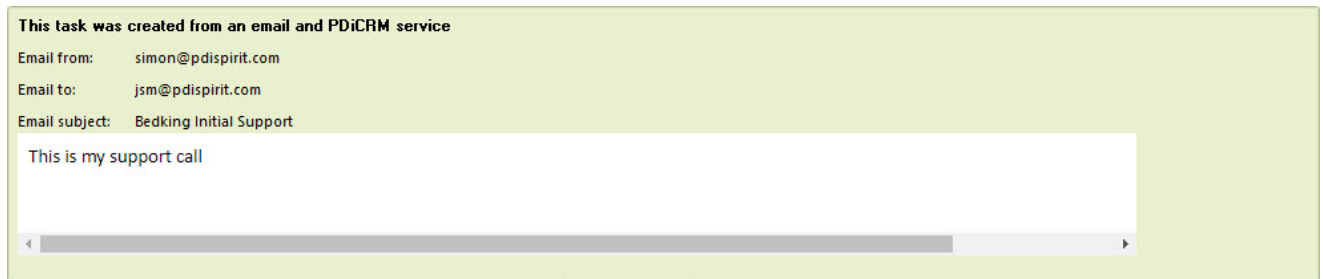 This task was created from an email and PDiCRM service
Email from: simon@pdispirit.com
Email to: jsm@pdispirit.com
Email subject: Bedking Initial Support
This is my support call